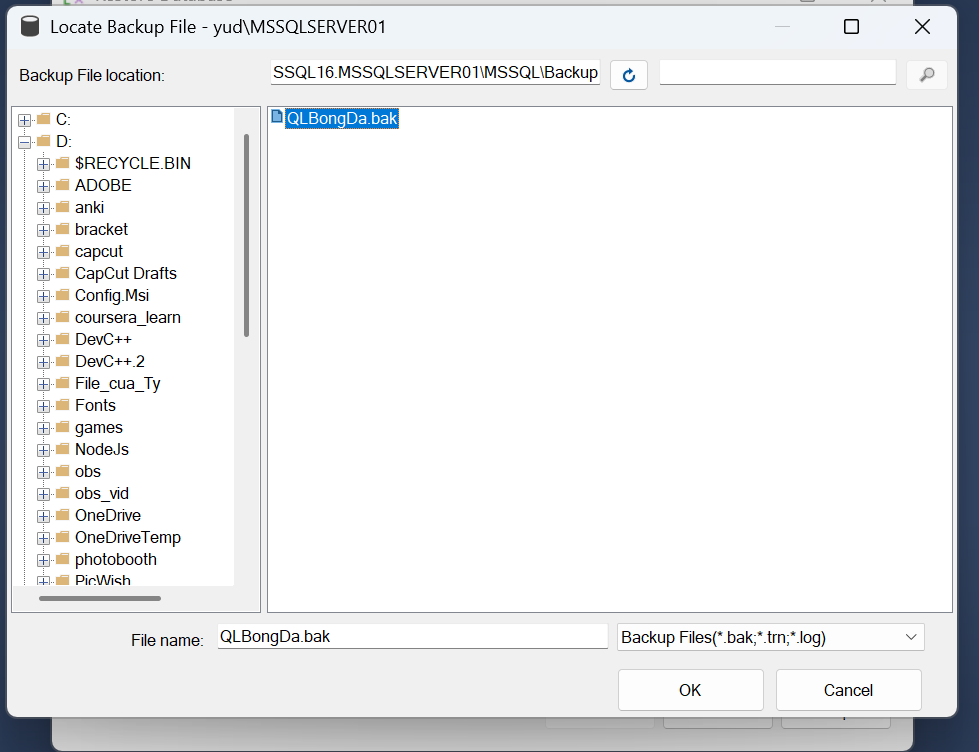 Locate Backup File - yud\MSSQLSERVER01
Backup File location:
SSQL16.MSSQLSERVER01\MSSQL\Backup
C:
D:
$RECYCLE.BIN
ADOBE
anki
bracket
capcut
CapCut Drafts
Config.Msi
coursera_learn
DevC++
DevC++.2
File_cua_Ty
Fonts
games
NodeJs
obs
obs_vid
OneDrive
OneDriveTemp
photobooth
PicWish
QLBongDa.bak
File name:
QLBongDa.bak
Backup Files(*.bak;*.trn;*.log)
OK
Cancel